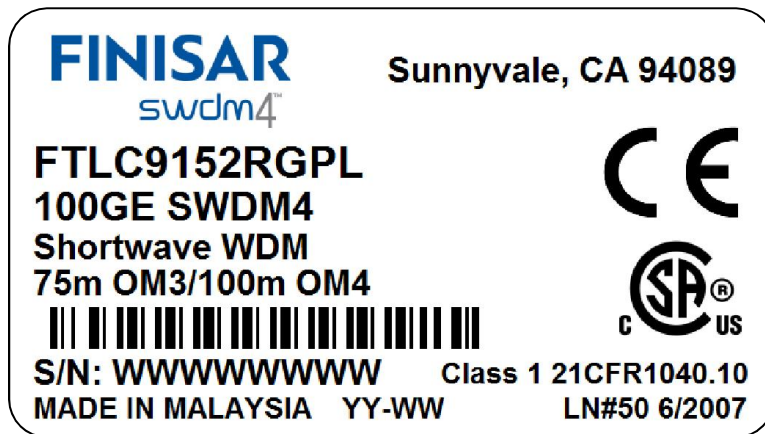 FINISAR
swdm4™
Sunnyvale, CA 94089
FTLC9152RGPL
100GE SWDM4
Shortwave WDM
75m OM3/100m OM4
CE
C SA ® C US
S/N: WWWWWWWWW
Class 1 21CFR1040.10
MADE IN MALAYSIA YY-WW
LN#50 6/2007